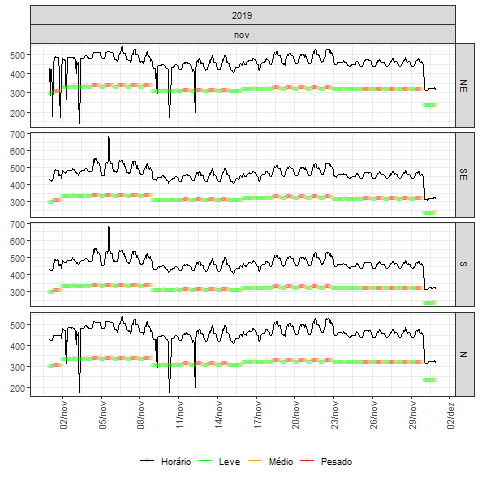 2019
nov
500
400
300
200
NE
700
600
500
400
300
SE
700
600
500
400
300
S
500
400
300
200
N
02/nov 05/nov 08/nov 11/nov 14/nov 17/nov 20/nov 23/nov 26/nov 29/nov 02/dez
Horário Leve Médio Pesado